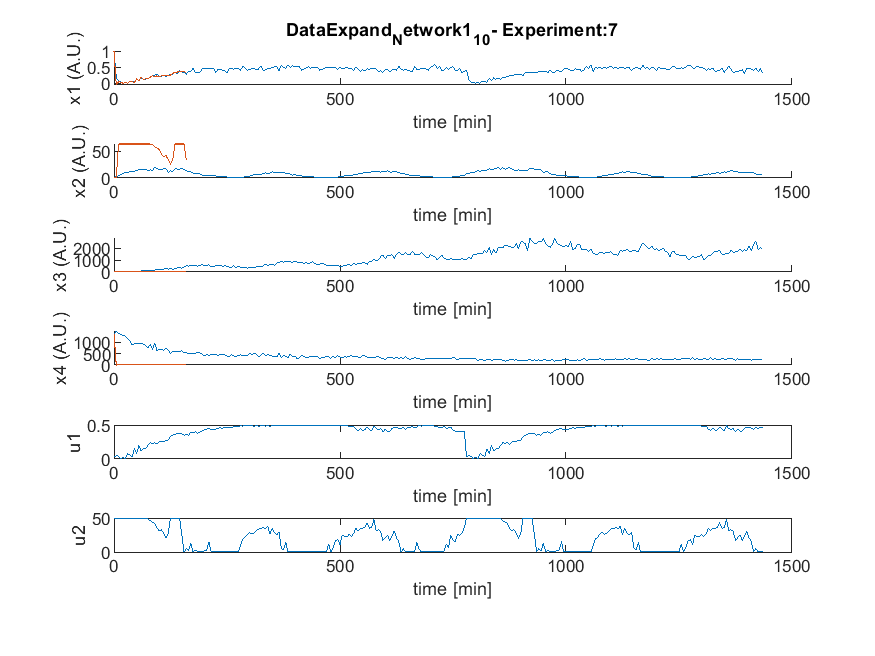 DataExpand_Network1_10- Experiment:7
x1 (A.U.)
1
0.5
0
0 500 1000 1500
time [min]
x2 (A.U.)
50
0
0 500 1000 1500
time [min]
x3 (A.U.)
2000
1000
0
0 500 1000 1500
time [min]
x4 (A.U.)
1000
500
0
0 500 1000 1500
time [min]
u1
0.5
0
0 500 1000 1500
time [min]
u2
50
0
0 500 1000 1500
time [min]